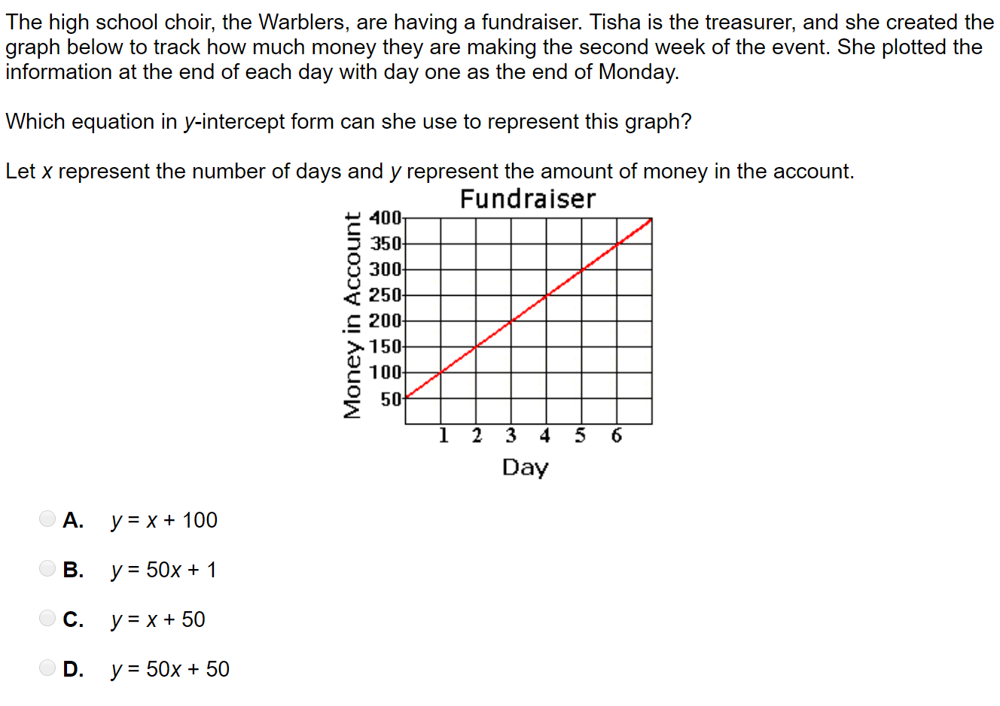 The high school choir, the Warblers, are having a fundraiser. Tisha is the treasurer, and she created the
graph below to track how much money they are making the second week of the event. She plotted the
information at the end of each day with day one as the end of Monday.
Which equation in y-intercept form can she use to represent this graph?
Let x represent the number of days and y represent the amount of money in the account.
Fundraiser
Money in Account
400
350
300
250
200
150
100
50
1 2 3 4 5 6
Day
A. y = x + 100
B. y = 50x + 1
C. y = x + 50
D. y = 50x + 50